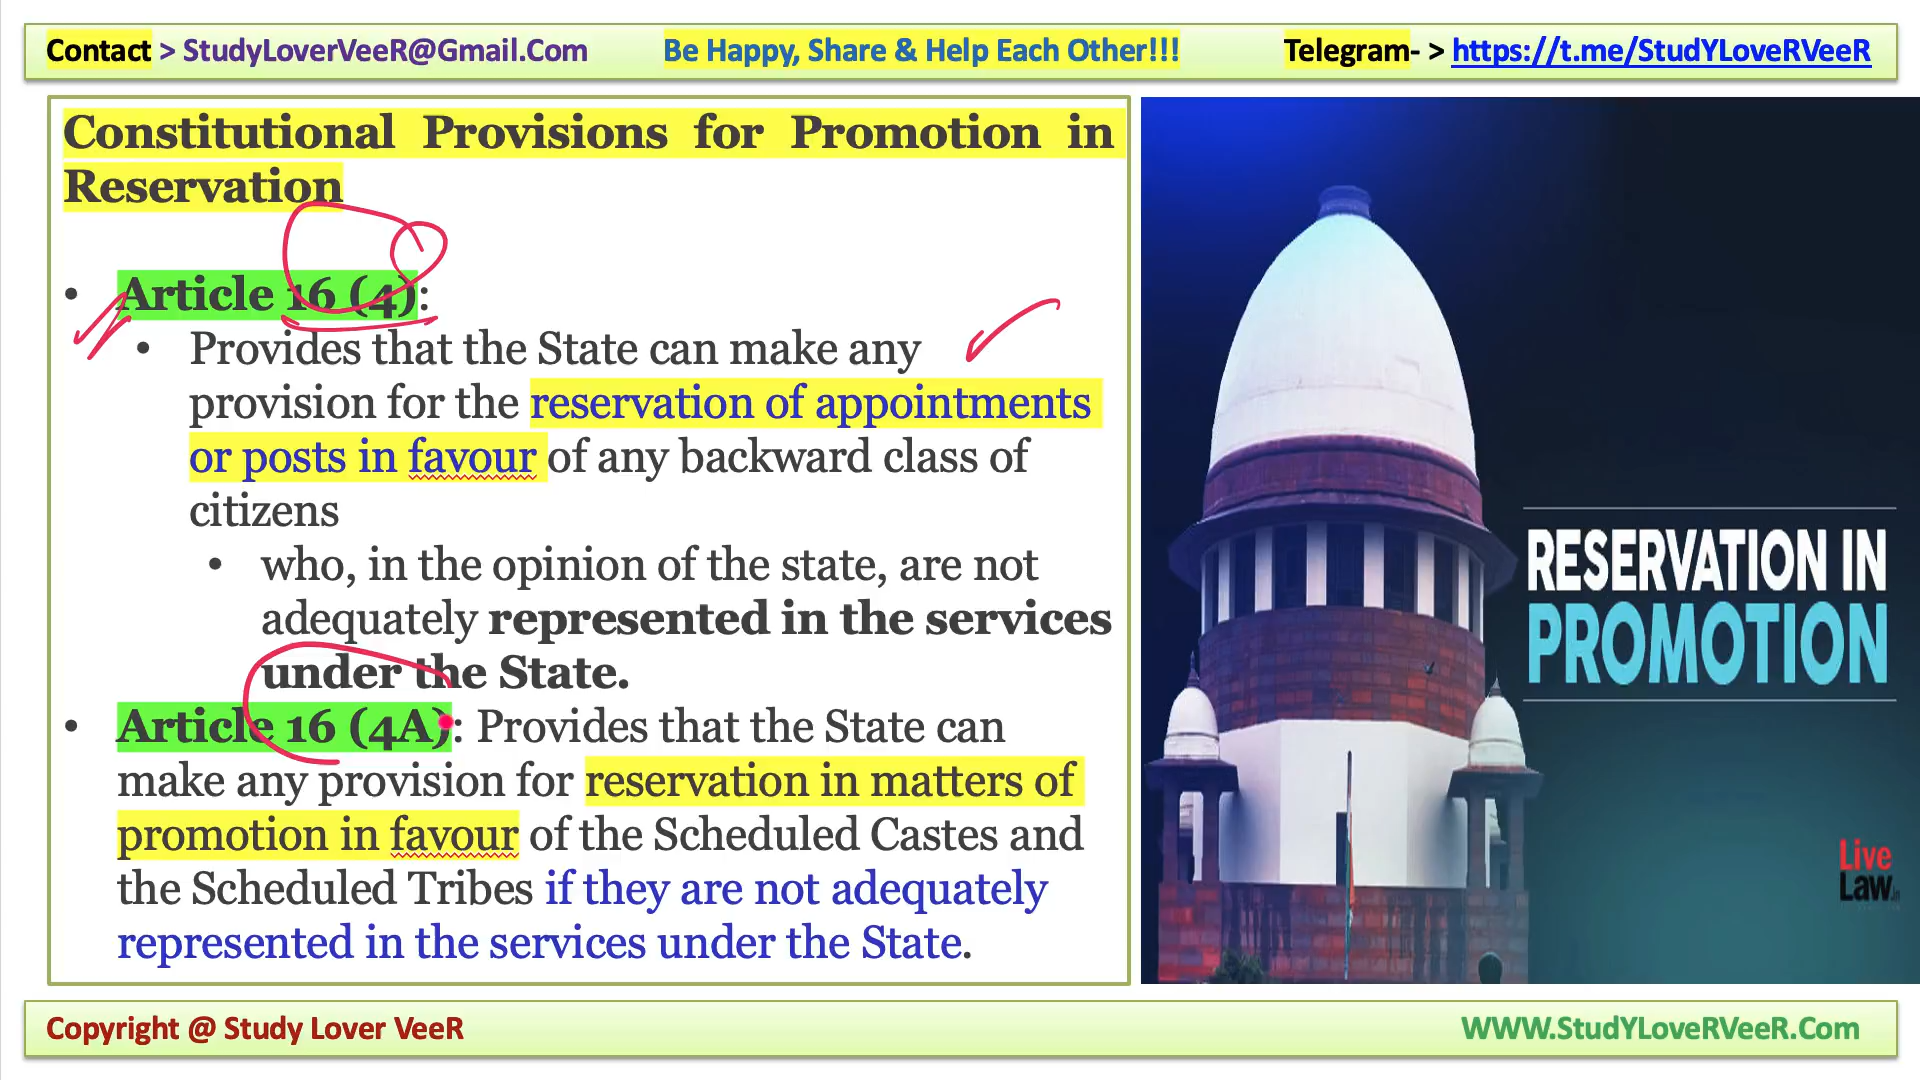 Contact > StudyLoverVeeR@Gmail.Com Be Happy, Share & Help Each Other!!! Telegram- > https://t.me/StudYLoveRVeeR
Constitutional Provisions for Promotion in
Reservation
• Article 16 (4):
• Provides that the State can make any
provision for the reservation of appointments
or posts in favour of any backward class of
citizens
• who, in the opinion of the state, are not
adequately represented in the services
under the State.
• Article 16 (4A): Provides that the State can
make any provision for reservation in matters of
promotion in favour of the Scheduled Castes and
the Scheduled Tribes if they are not adequately
represented in the services under the State.
RESERVATION IN
PROMOTION
Live
Law.in
Copyright @ Study Lover VeeR WWW.StudYLoveRVeeR.Com